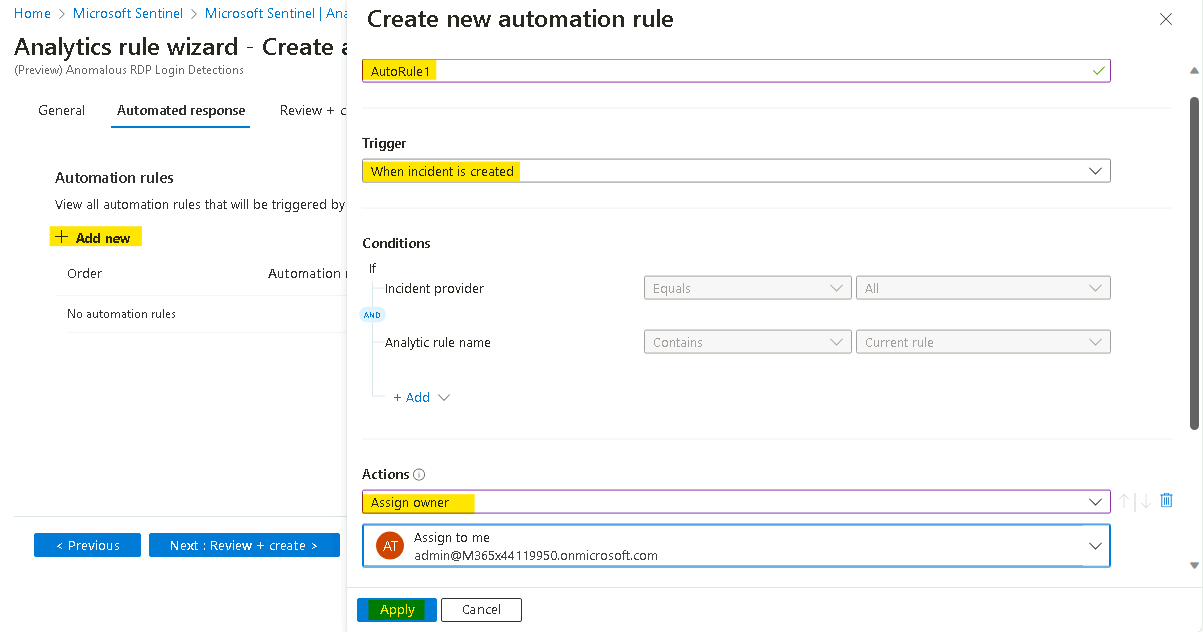 Home > Microsoft Sentinel > Microsoft Sentinel | Ana
Analytics rule wizard - Create a
(Preview) Anomalous RDP Login Detections
General Automated response Review + c
Automation rules
View all automation rules that will be triggered by
+ Add new
Order Automation r
No automation rules
< Previous Next : Review + create >
Create new automation rule
AutoRule1
Trigger
When incident is created
Conditions
If
Incident provider Equals All
AND
Analytic rule name Contains Current rule
+ Add
Actions
Assign owner
AT Assign to me
admin@M365x44119950.onmicrosoft.com
Apply Cancel